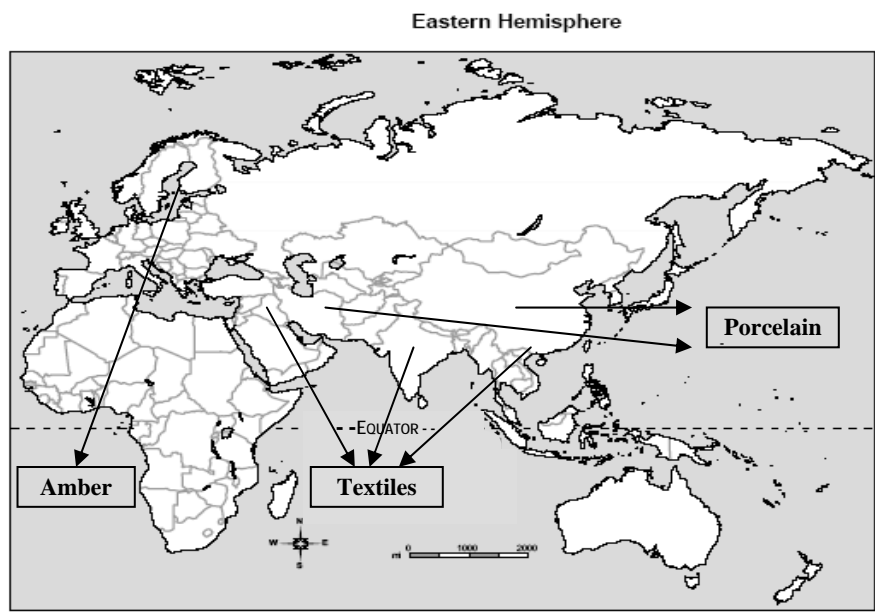 Eastern Hemisphere
Porcelain
EQUATOR
Amber
Textiles
N
W E
S
mi 0 1000 2000